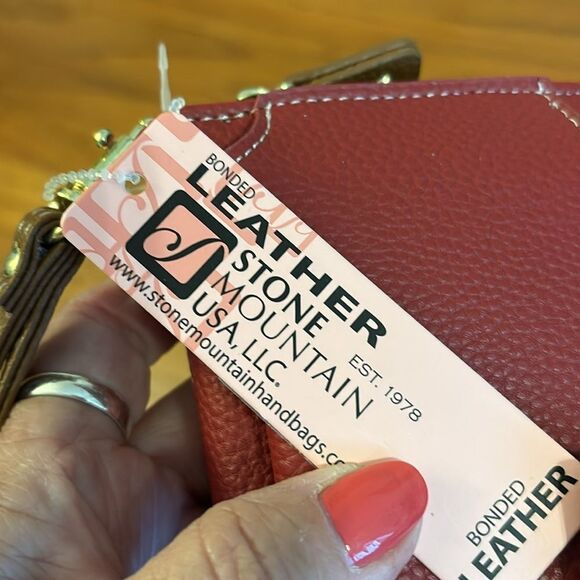 BONDED
LEATHER
STONE
MOUNTAIN
USA, LLC.
EST. 1978
www.stonemountainhandbags.co
BONDED
LEATHER